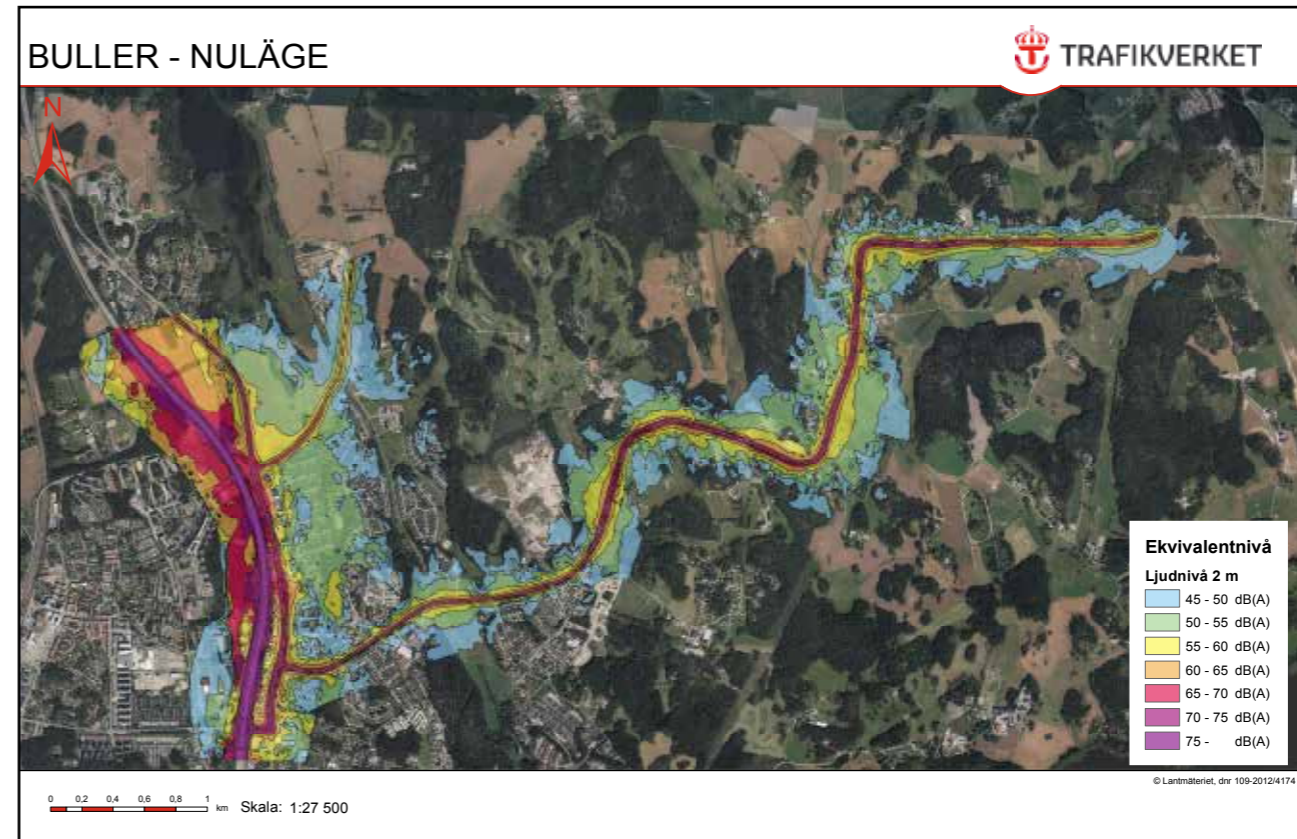 BULLER - NULÄGE
TRAFIKVERKET
N
Ekvivalentnivå
Ljudnivå 2 m
45 - 50 dB(A)
50 - 55 dB(A)
55 - 60 dB(A)
60 - 65 dB(A)
65 - 70 dB(A)
70 - 75 dB(A)
75 - dB(A)
© Lantmäteriet, dnr 109-2012/4174
0 0,2 0,4 0,6 0,8 1 km Skala: 1:27 500